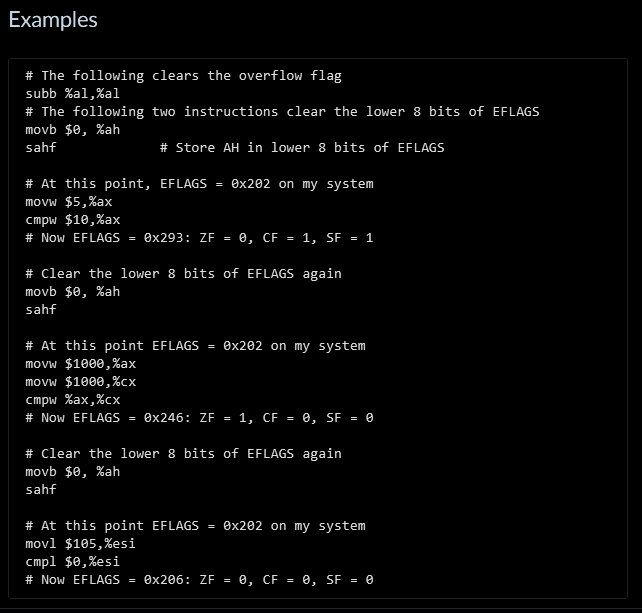 Examples
# The following clears the overflow flag
subb %al,%al
# The following two instructions clear the lower 8 bits of EFLAGS
movb $0, %ah
sahf             # Store AH in lower 8 bits of EFLAGS
# At this point, EFLAGS = 0x202 on my system
movw $5,%ax
cmpw $10,%ax
# Now EFLAGS = 0x293: ZF = 0, CF = 1, SF = 1
# Clear the lower 8 bits of EFLAGS again
movb $0, %ah
sahf
# At this point EFLAGS = 0x202 on my system
movw $1000,%ax
movw $1000,%cx
cmpw %ax,%cx
# Now EFLAGS = 0x246: ZF = 1, CF = 0, SF = 0
# Clear the lower 8 bits of EFLAGS again
movb $0, %ah
sahf
# At this point EFLAGS = 0x202 on my system
movl $105,%esi
cmpl $0,%esi
# Now EFLAGS = 0x206: ZF = 0, CF = 0, SF = 0